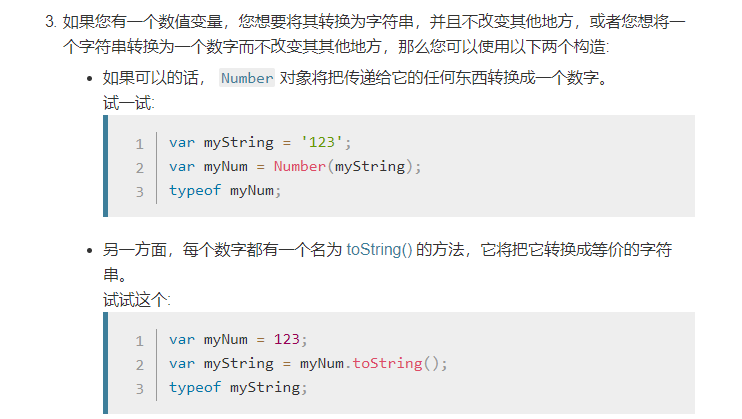 3. 如果您有一个数值变量，您想要将其转换为字符串，并且不改变其他地方，或者您想将一
个字符串转换为一个数字而不改变其其他地方，那么您可以使用以下两个构造:
• 如果可以的话， Number 对象将把传递给它的任何东西转换成一个数字。
试一试:
1 var myString = '123';
2 var myNum = Number(myString);
3 typeof myNum;
• 另一方面，每个数字都有一个名为 toString() 的方法，它将把它转换成等价的字符
串。
试试这个:
1 var myNum = 123;
2 var myString = myNum.toString();
3 typeof myString;